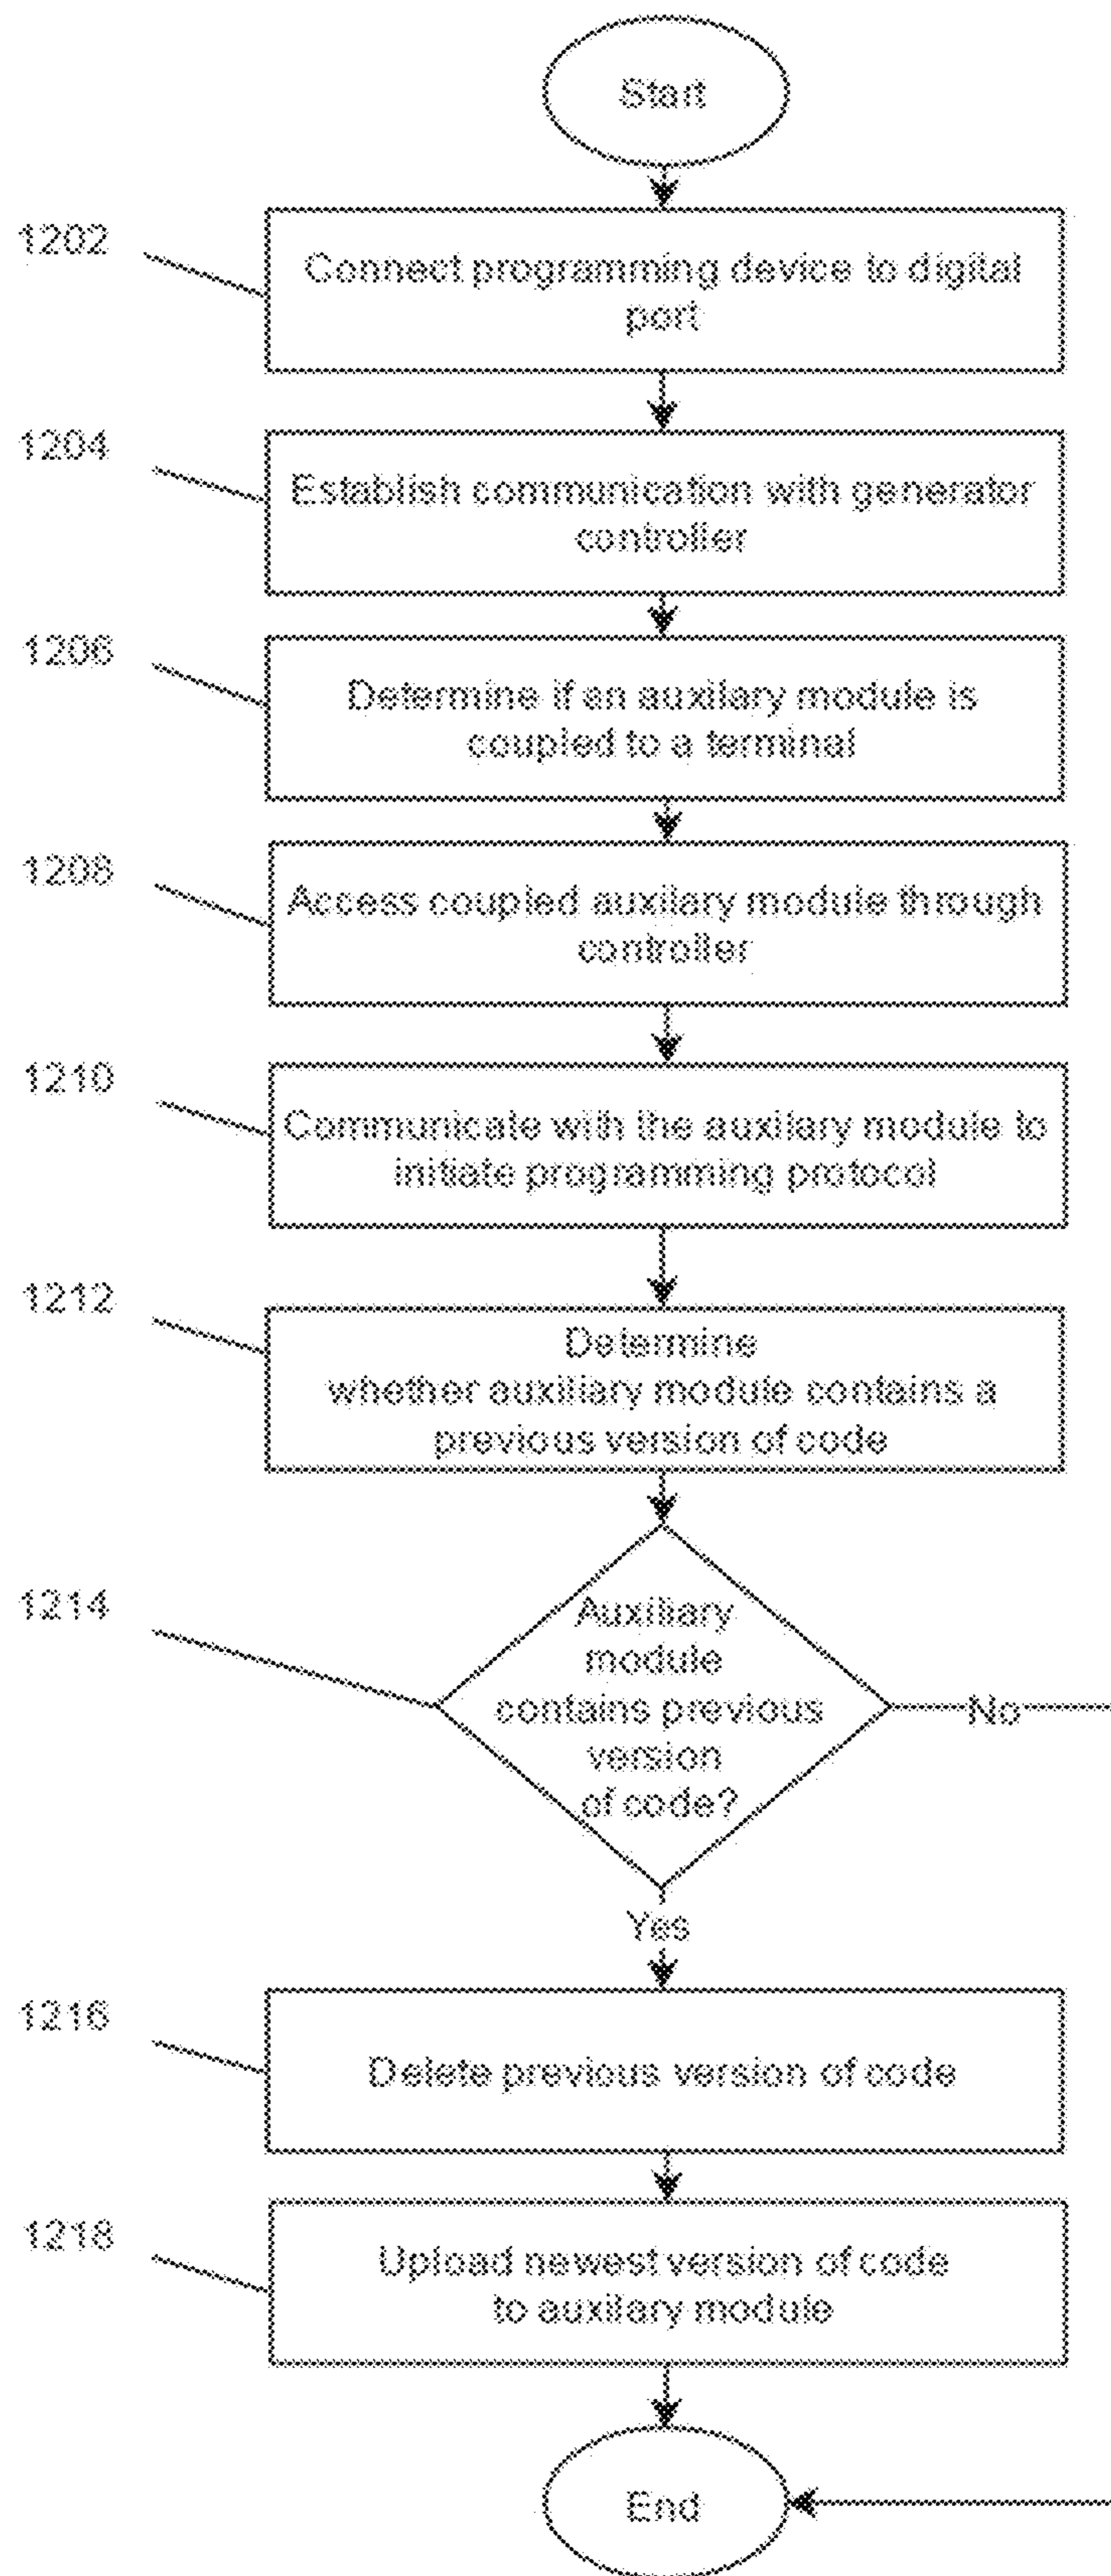 Start
1202
Connect programming device to digital
port
1204
Establish communication with generator
controller
1206
Determine if an auxilary module is
coupled to a terminal
1208
Access coupled auxilary module through
controller
1210
Communicate with the auxilary module to
initiate programming protocol
1212
Determine
whether auxiliary module contains a
previous version of code
1214
Auxiliary
module
contains previous
version
of code?
No
Yes
1216
Delete previous version of code
1218
Upload newest version of code
to auxilary module
End